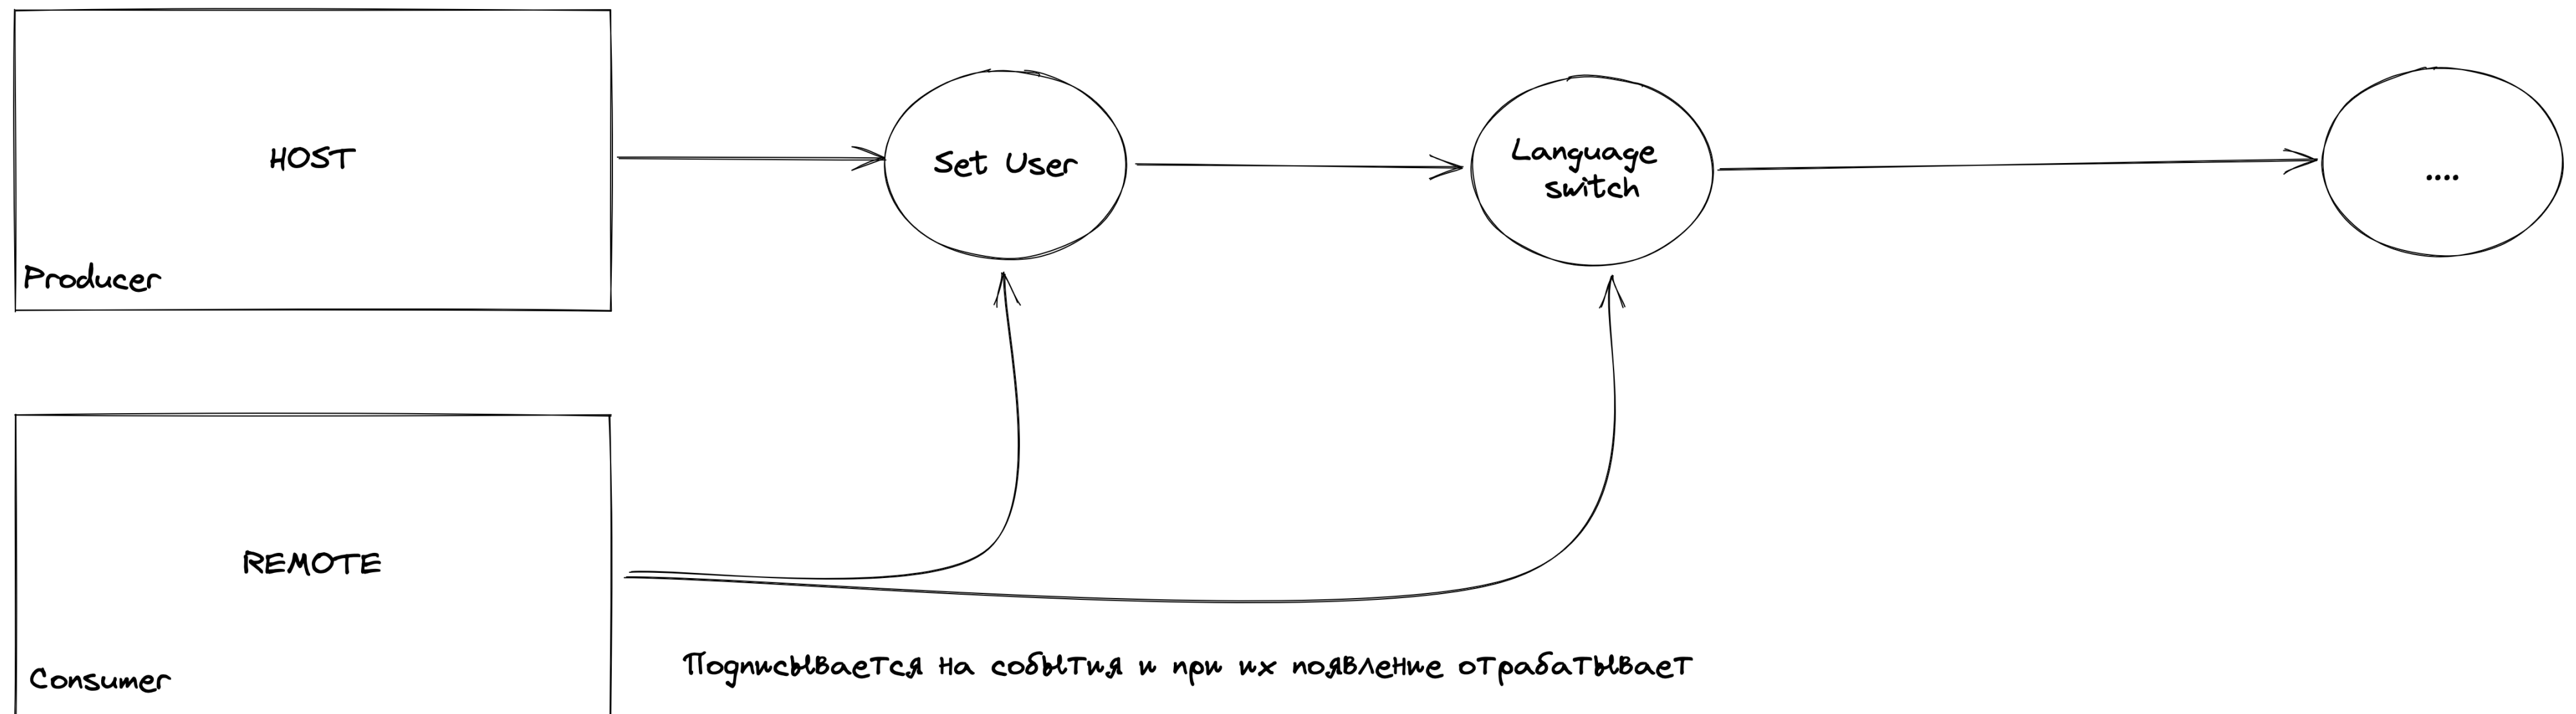 HOST
Producer
Set User
Language
switch
....
REMOTE
Consumer
Подписывается на события и при их появление отрабатывает